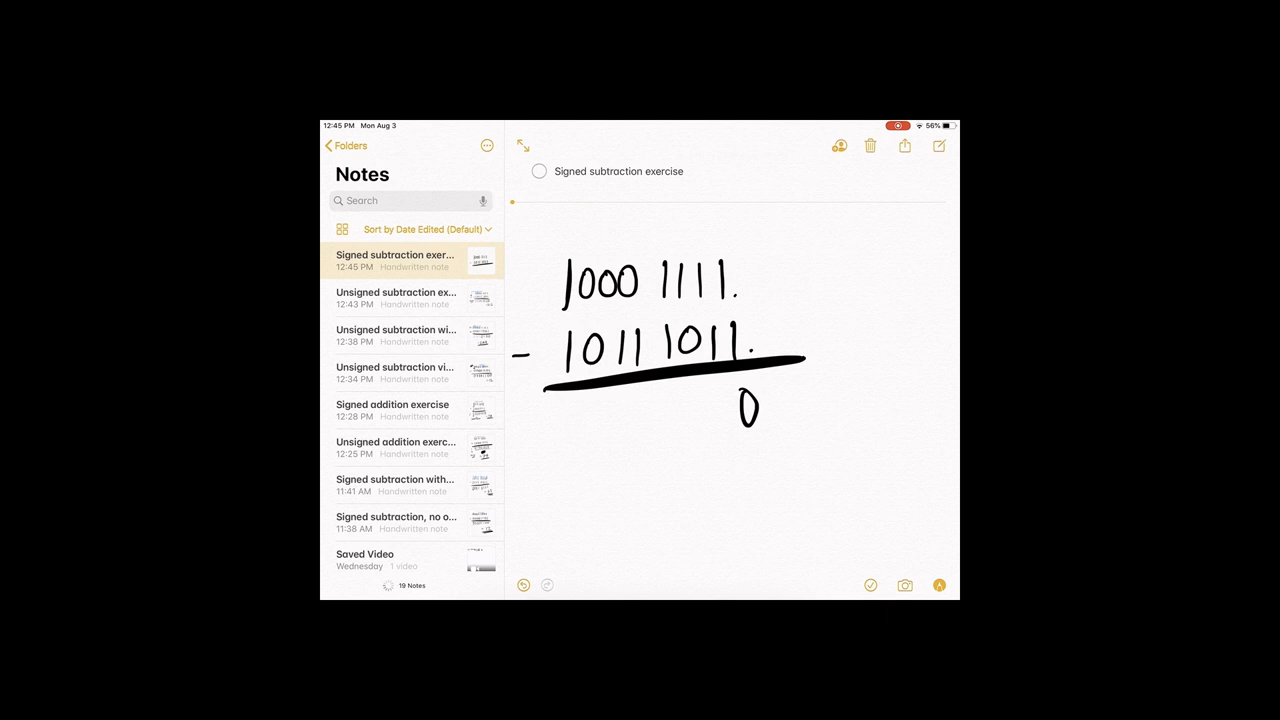 12:45 PM Mon Aug 3
56%
Folders
Notes
Search
Sort by Date Edited (Default)
Signed subtraction exer...
12:45 PM Handwritten note
Unsigned subtraction ex...
12:43 PM Handwritten note
Unsigned subtraction wi...
12:38 PM Handwritten note
Unsigned subtraction vi...
12:34 PM Handwritten note
Signed addition exercise
12:28 PM Handwritten note
Unsigned addition exerc...
12:25 PM Handwritten note
Signed subtraction with...
11:41 AM Handwritten note
Signed subtraction, no o...
11:38 AM Handwritten note
Saved Video
Wednesday · 1 video
19 Notes
Signed subtraction exercise
1000 1111.
- 1011 1011.
0